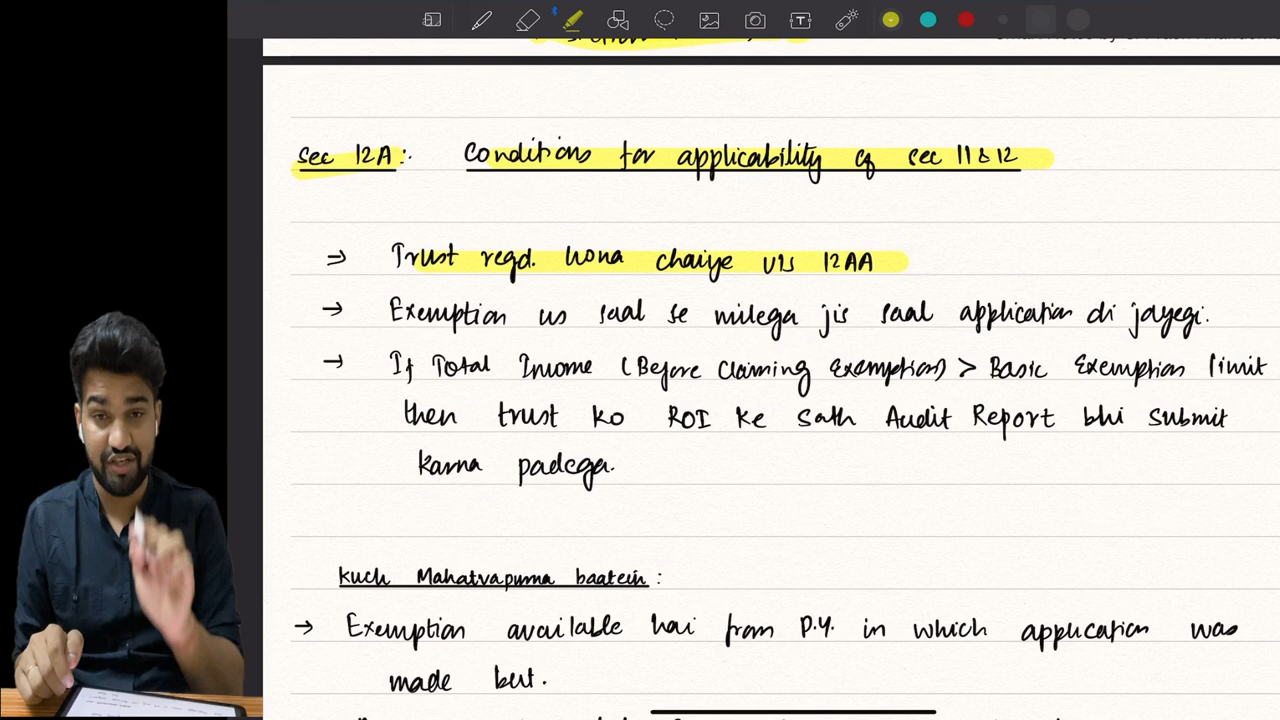 Sec 12A:. Conditions for applicability of sec 11 & 12
⇒ Trust regd. hona chaiye u/s 12AA
→ Exemption us saal se milega jis saal application di jayegi.
→ If Total Income (Before Claiming Exemption) > Basic Exemption limit
then trust ko ROI ke sath Audit Report bhi submit
karna padega.
Kuch Mahatvapurna baatein :
→ Exemption available hai from P.Y. in which application was
made but.